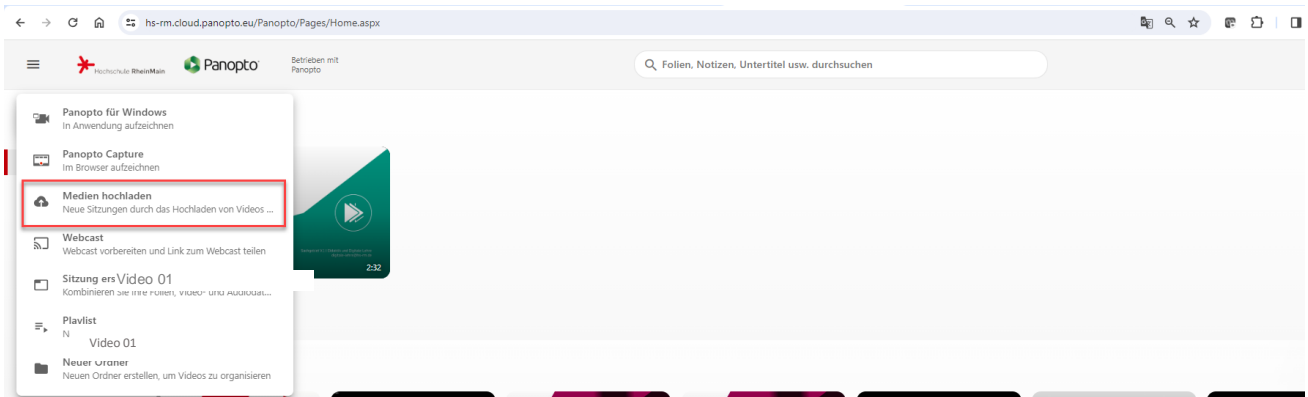 hs-rm.cloud.panopto.eu/Panopto/Pages/Home.aspx
Hochschule RheinMain
Panopto
Betrieben mit
Panopto
Folien, Notizen, Untertitel usw. durchsuchen
Panopto für Windows
In Anwendung aufzeichnen
Panopto Capture
Im Browser aufzeichnen
Medien hochladen
Neue Sitzungen durch das Hochladen von Videos ...
Webcast
Webcast vorbereiten und Link zum Webcast teilen
2:32
Sitzung ers Video 01
Kombinieren Sie Ihre Folien, Video- und Audiodat...
Playlist
N
Video 01
Neuer Ordner
Neuen Ordner erstellen, um Videos zu organisieren